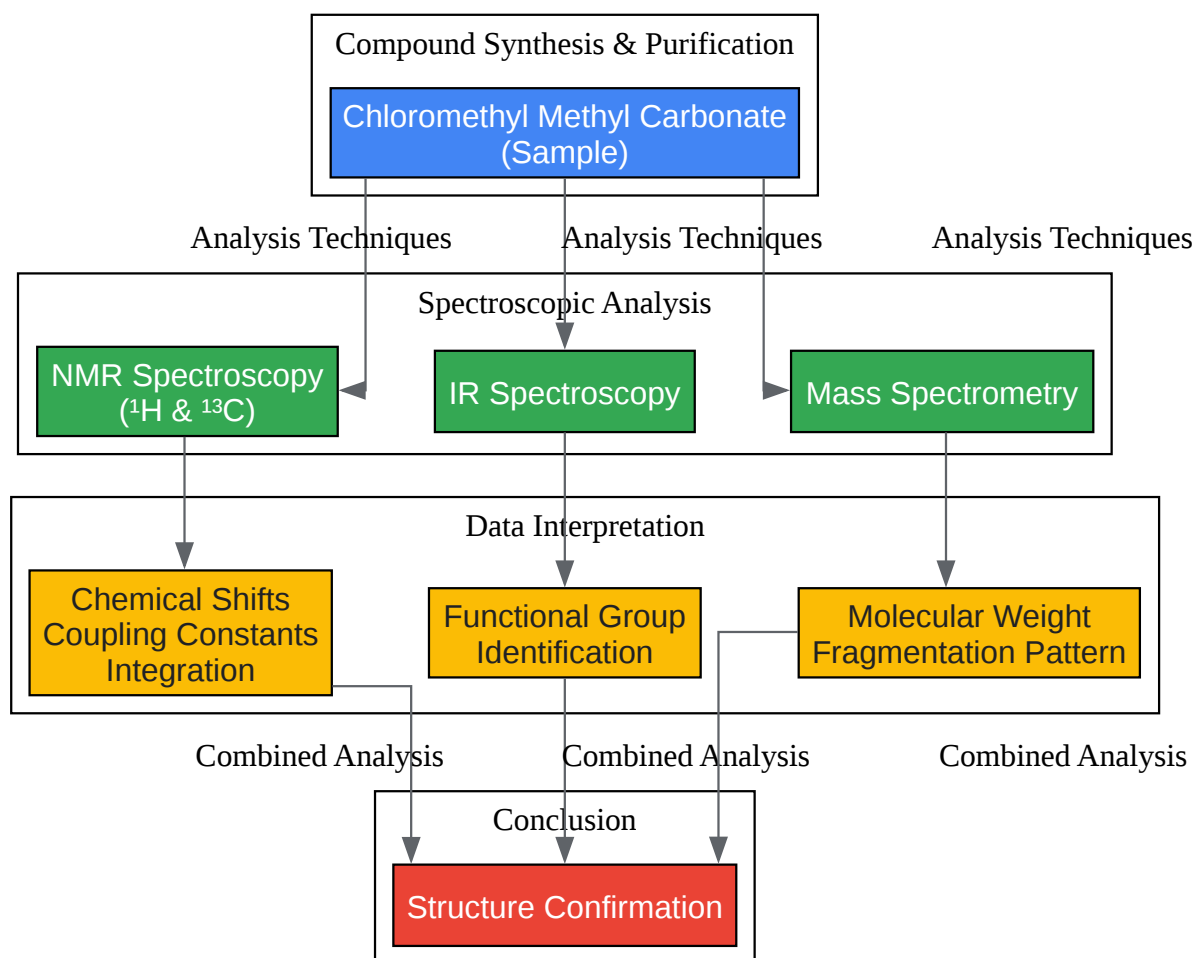 Compound Synthesis & Purification
Chloromethyl Methyl Carbonate
(Sample)
Analysis Techniques
Analysis Techniques
Analysis Techniques
Spectroscopic Analysis
NMR Spectroscopy
(¹H & ¹³C)
IR Spectroscopy
Mass Spectrometry
Data Interpretation
Chemical Shifts
Coupling Constants
Integration
Functional Group
Identification
Molecular Weight
Fragmentation Pattern
Combined Analysis
Combined Analysis
Combined Analysis
Conclusion
Structure Confirmation